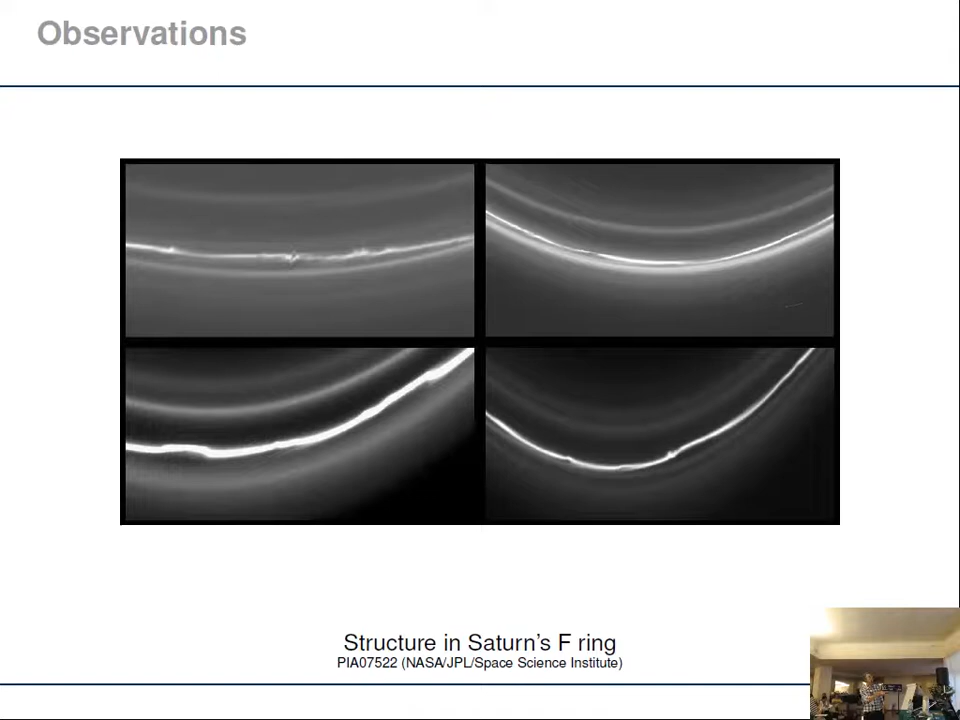 Observations
Structure in Saturn's F ring
PIA07522 (NASA/JPL/Space Science Institute)